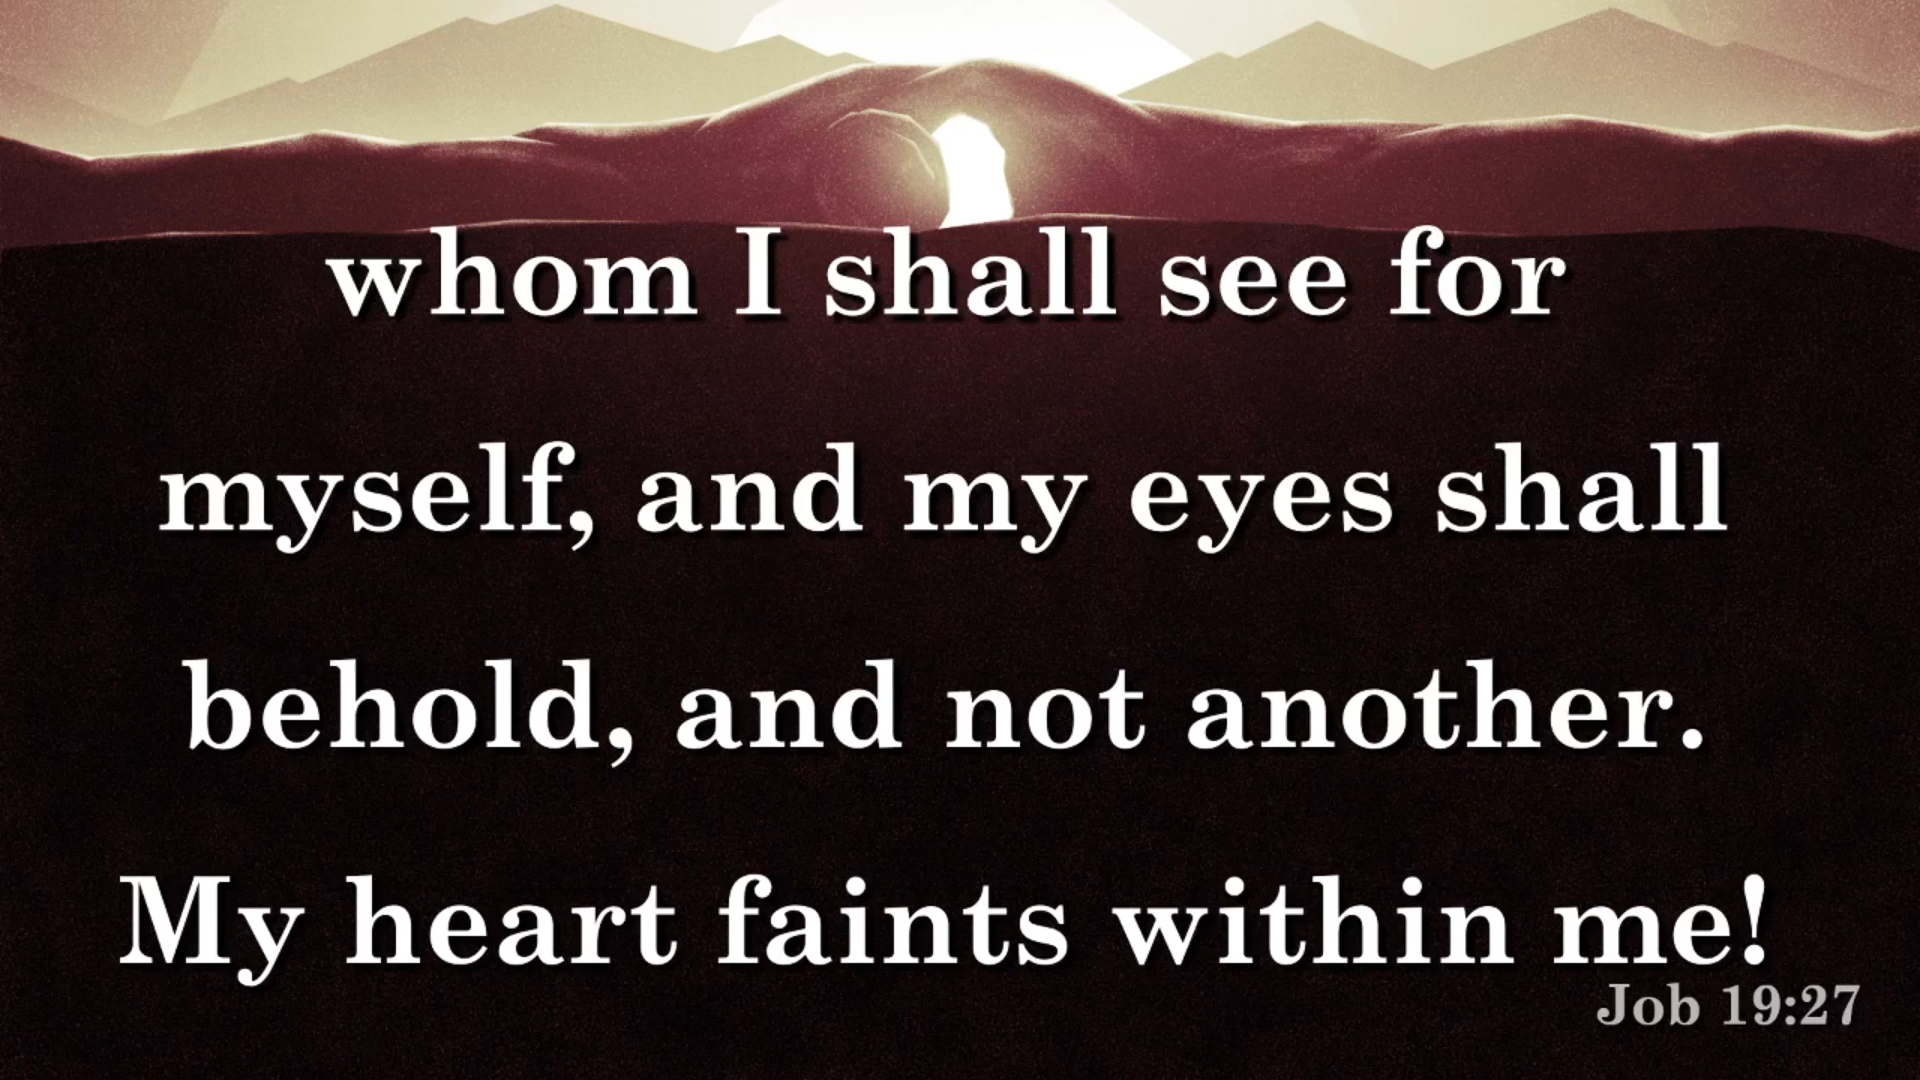 whom I shall see for
myself, and my eyes shall
behold, and not another.
My heart faints within me!
Job 19:27